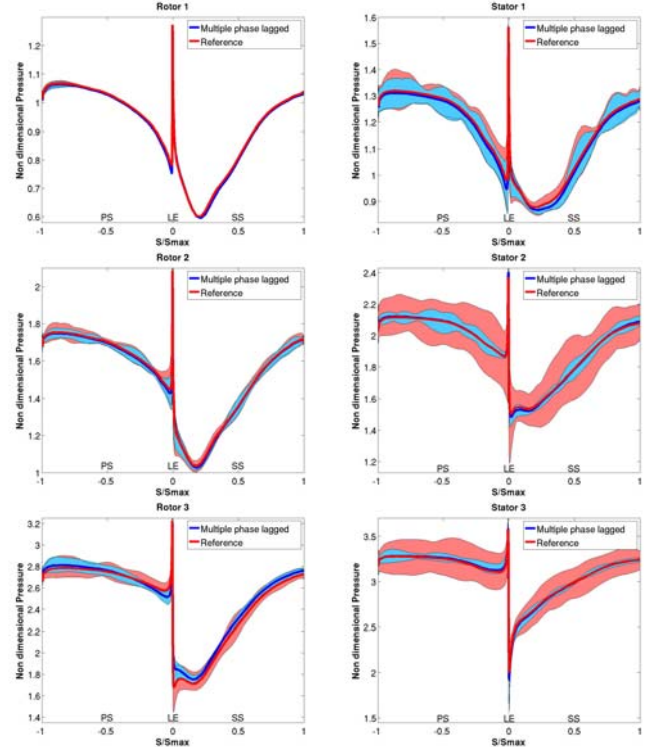 Rotor 1
Non dimensional Pressure
1.2
1.1
1
0.9
0.8
0.7
0.6
Multiple phase lagged
Reference
PS
LE
SS
-1
-0.5
0
0.5
1
S/Smax
Stator 1
Non dimensional Pressure
1.6
1.5
1.4
1.3
1.2
1.1
1
0.9
Multiple phase lagged
Reference
PS
LE
SS
-1
-0.5
0
0.5
1
S/Smax
Rotor 2
Non dimensional Pressure
2
1.8
1.6
1.4
1.2
1
Multiple phase lagged
Reference
PS
LE
SS
-1
-0.5
0
0.5
1
S/Smax
Stator 2
Non dimensional Pressure
2.4
2.2
2
1.8
1.6
1.4
1.2
Multiple phase lagged
Reference
PS
LE
SS
-1
-0.5
0
0.5
1
S/Smax
Rotor 3
Non dimensional Pressure
3.2
3
2.8
2.6
2.4
2.2
2
1.8
1.6
1.4
Multiple phase lagged
Reference
PS
LE
SS
-1
-0.5
0
0.5
1
S/Smax
Stator 3
Non dimensional Pressure
3.5
3
2.5
2
1.5
Multiple phase lagged
Reference
PS
LE
SS
-1
-0.5
0
0.5
1
S/Smax